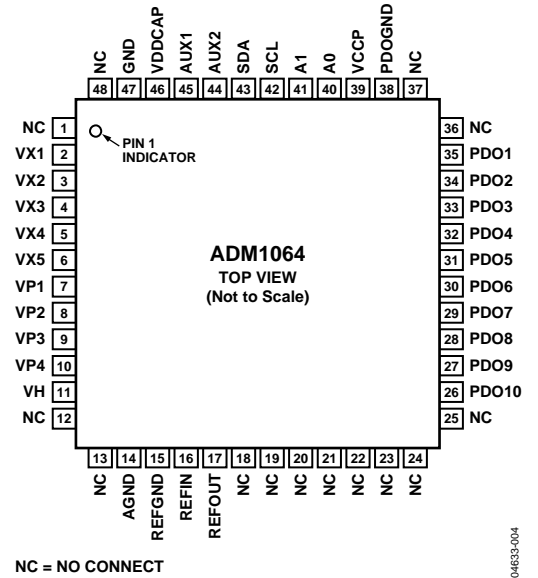 NC GND VDDCAP AUX1 AUX2 SDA SCL A1 A0 VCCP PDOGND NC
48 47 46 45 44 43 42 41 40 39 38 37
NC 1
VX1 2
VX2 3
VX3 4
VX4 5
VX5 6
VP1 7
VP2 8
VP3 9
VP4 10
VH 11
NC 12
PIN 1
INDICATOR
ADM1064
TOP VIEW
(Not to Scale)
36 NC
35 PDO1
34 PDO2
33 PDO3
32 PDO4
31 PDO5
30 PDO6
29 PDO7
28 PDO8
27 PDO9
26 PDO10
25 NC
13 14 15 16 17 18 19 20 21 22 23 24
NC AGND REFGND REFIN REFOUT NC NC NC NC NC NC NC
NC = NO CONNECT
04633-004